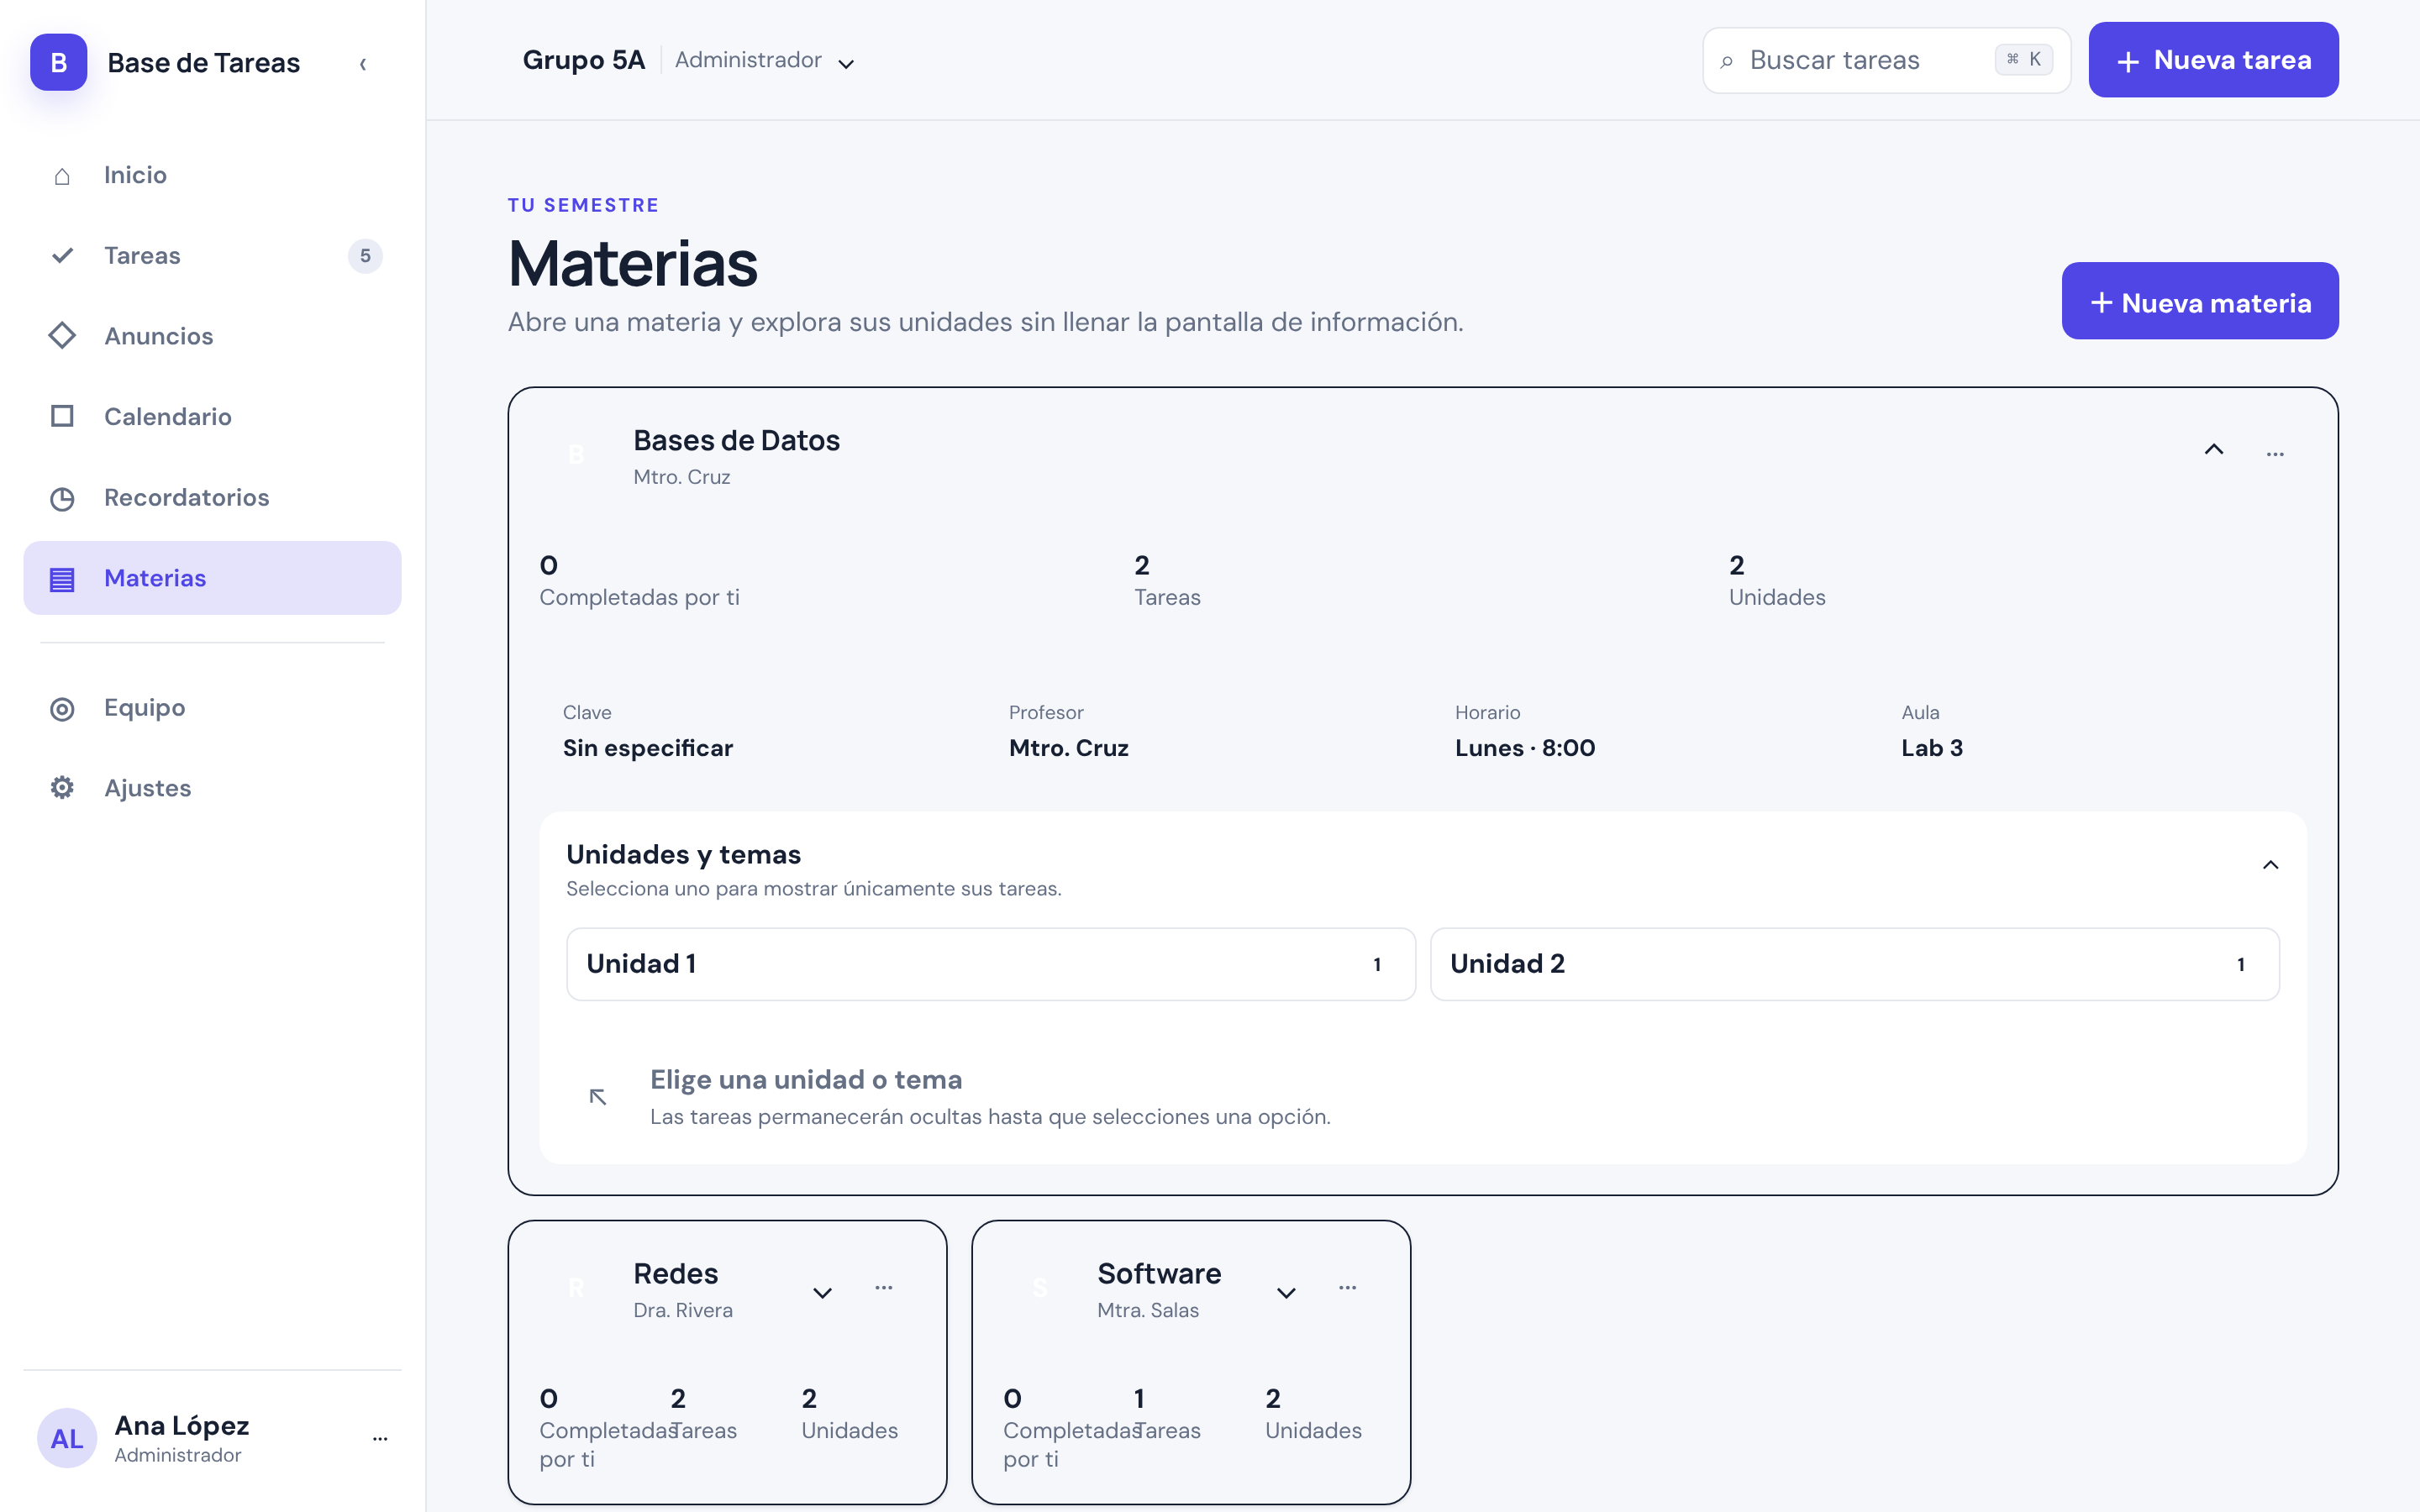 B Base de Tareas
Inicio
Tareas 5
Anuncios
Calendario
Recordatorios
Materias
Equipo
Ajustes
AL Ana López
Administrador
Grupo 5A Administrador
Buscar tareas ⌘ K
+ Nueva tarea
TU SEMESTRE
Materias
Abre una materia y explora sus unidades sin llenar la pantalla de información.
+ Nueva materia
B Bases de Datos
Mtro. Cruz
0 2 2
Completadas por ti Tareas Unidades
Clave Profesor Horario Aula
Sin especificar Mtro. Cruz Lunes · 8:00 Lab 3
Unidades y temas
Selecciona uno para mostrar únicamente sus tareas.
Unidad 1 1
Unidad 2 1
Elige una unidad o tema
Las tareas permanecerán ocultas hasta que selecciones una opción.
R Redes
Dra. Rivera
0 2 2
Completadas Tareas Unidades
por ti
S Software
Mtra. Salas
0 1 2
Completadas Tareas Unidades
por ti